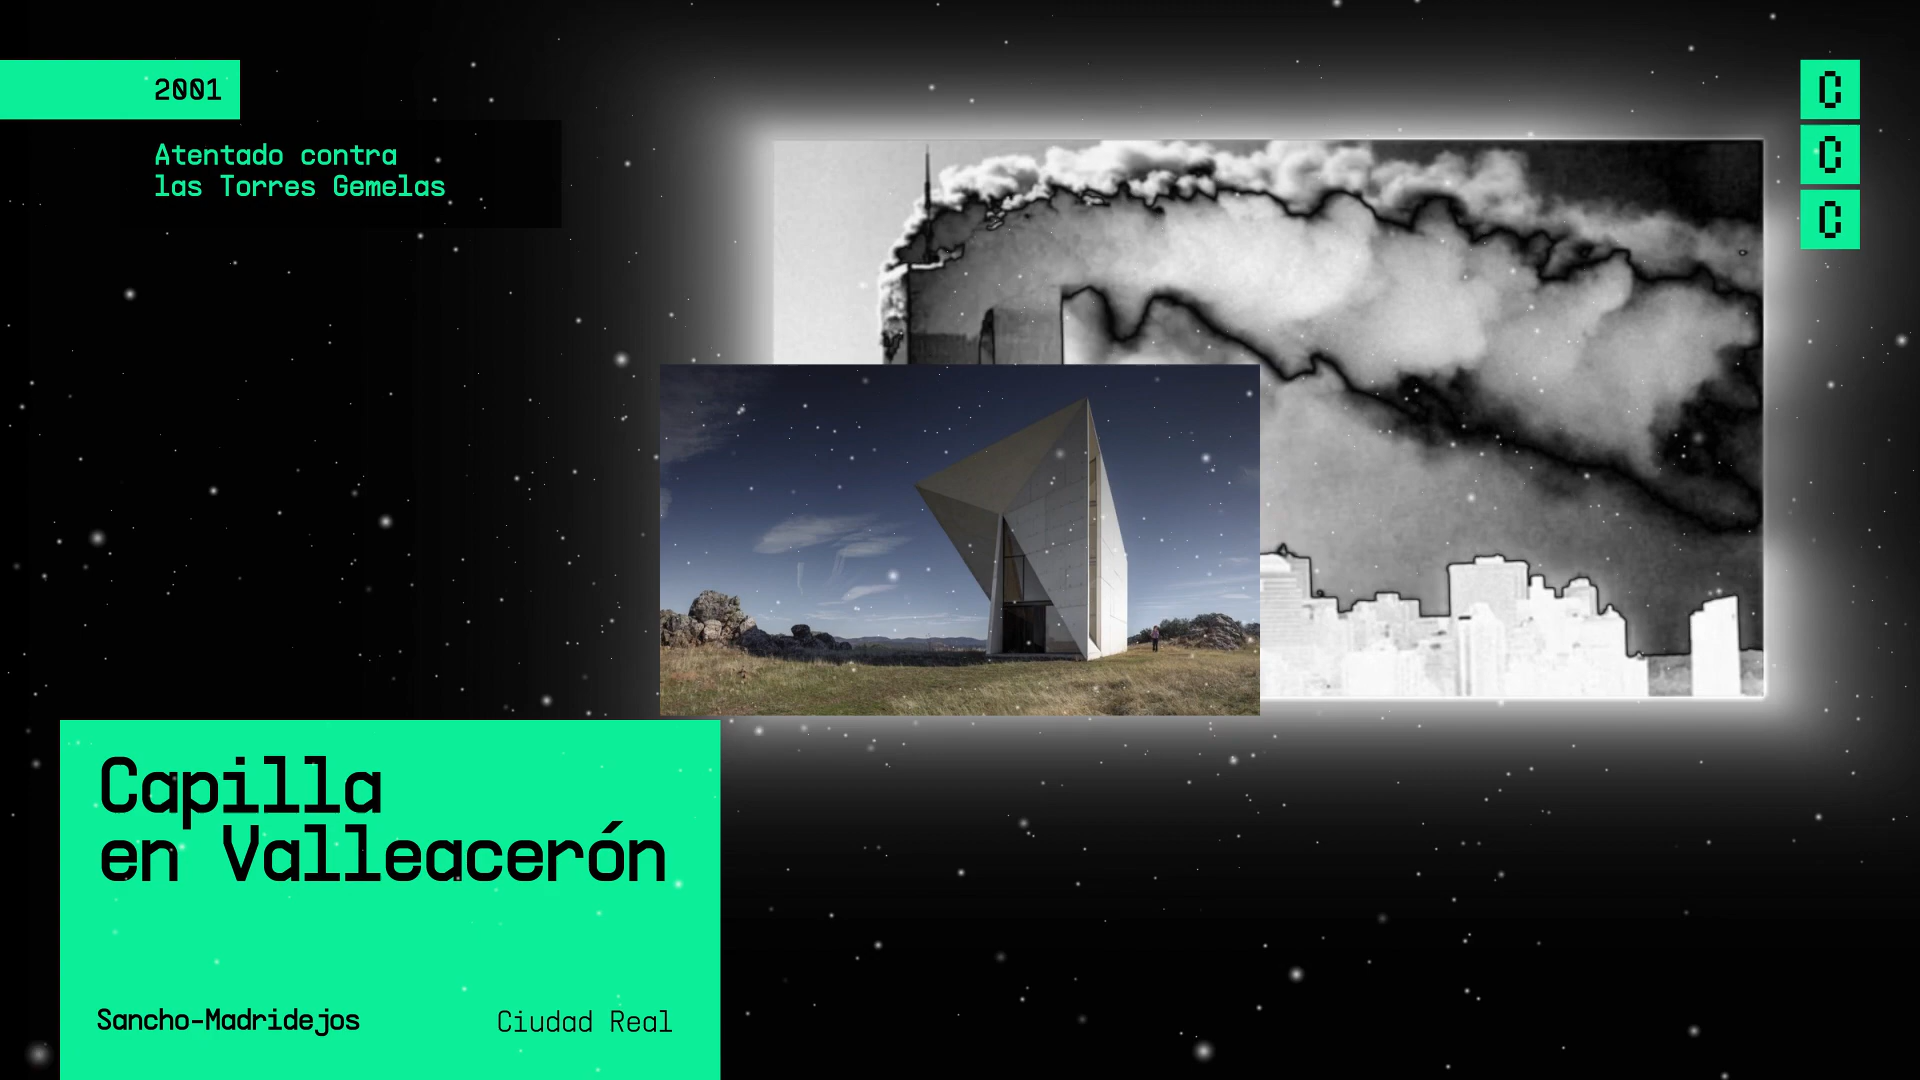 2001
Atentado contra
las Torres Gemelas
C
C
C
Capilla
en Valleacerón
Sancho-Madridejos
Ciudad Real